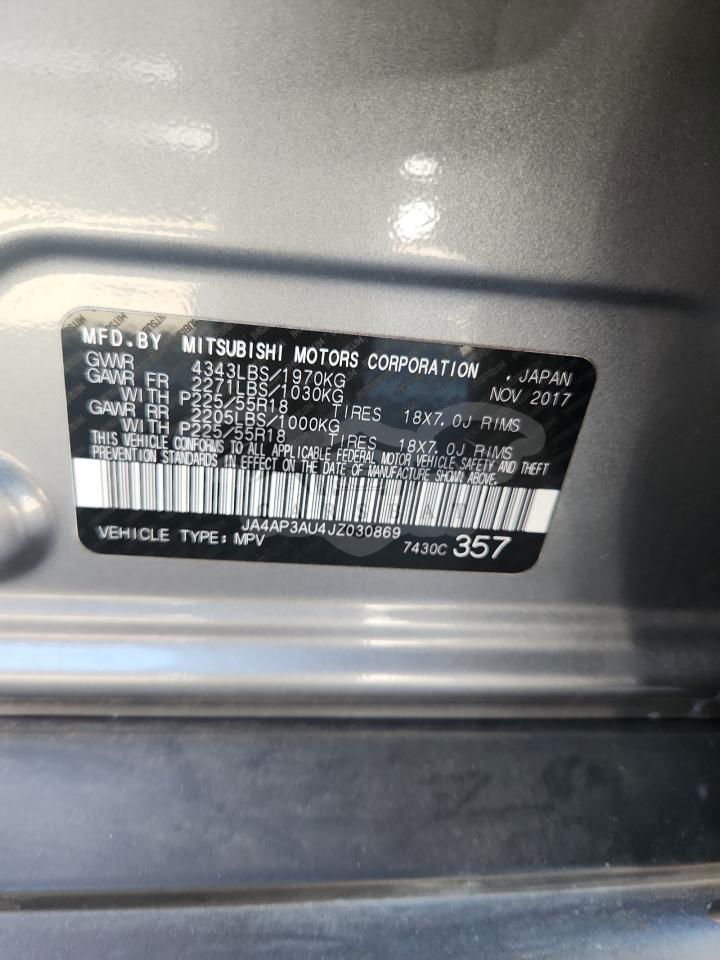 MFD.BY MITSUBISHI MOTORS CORPORATION , JAPAN
GVWR 4343LBS/1970KG NOV 2017
GAWR FR 2271LBS/1030KG
WITH P225/55R18 TIRES 18X7.0J RIMS
GAWR RR 2205LBS/1000KG
WITH P225/55R18 TIRES 18X7.0J RIMS
THIS VEHICLE CONFORMS TO ALL APPLICABLE FEDERAL MOTOR VEHICLE SAFETY AND THEFT
PREVENTION STANDARDS IN EFFECT ON THE DATE OF MANUFACTURE SHOWN ABOVE.
JA4AP3AU4JZ030869
VEHICLE TYPE: MPV 7430C 357